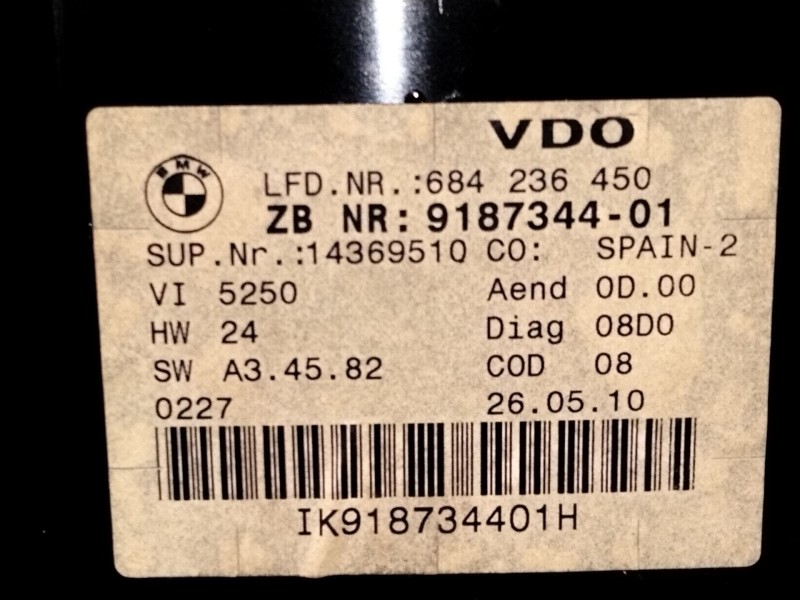 VDO
BMW
LFD.NR.:684 236 450
ZB NR: 9187344-01
SUP.Nr.:14369510 CO: SPAIN-2
VI 5250 Aend 0D.00
HW 24 Diag 08D0
SW A3.45.82 COD 08
0227 26.05.10
IK918734401H